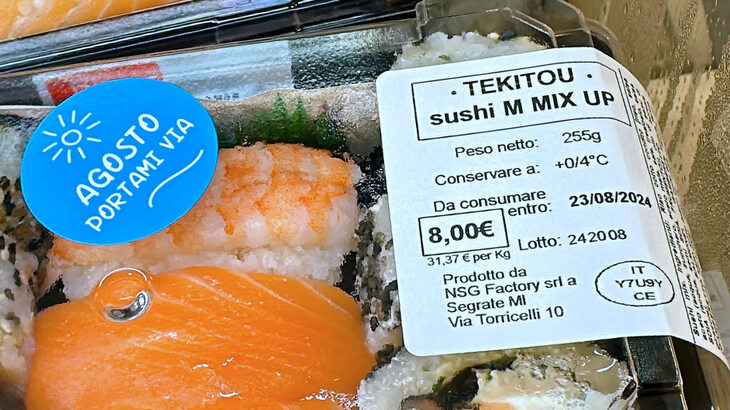 AGOSTO
PORTAMI VIA
· TEKITOU ·
sushi M MIX UP
Peso netto: 255g
Conservare a: +0/4°C
Da consumare
entro: 23/08/2024
8,00€
31,37 € per Kg
Lotto: 242008
Prodotto da
NSG Factory srl a
Segrate MI
Via Torricelli 10
IT
Y7U9Y
CE